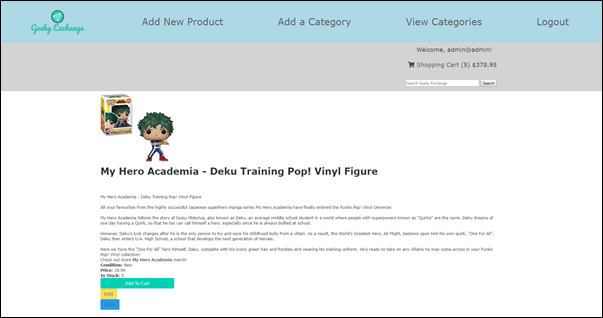 Geeky Exchange
Add New Product
Add a Category
View Categories
Logout
Welcome, admin@admin!
Shopping Cart (5) $378.95
Search Geeky Exchange
Search
My Hero Academia - Deku Training Pop! Vinyl Figure
My Hero Academia - Deku Training Pop! Vinyl Figure
All your favourites from the highly successful Japanese superhero manga series My Hero Academia have finally entered the Funko Pop! Vinyl Universe!
My Hero Academia follows the story of Izuku Midoriya, also known as Deku, an average middle school student in a world where people with superpowers known as "Quirks" are the norm. Deku dreams of
one day having a Quirk, so that he too can call himself a hero, especially since he is always bullied at school.
However, Deku's luck changes after he is the only person to try and save his childhood bully from a villain. As a result, the World's Greatest Hero, All Might, bestows upon him his own quirk, "One For All".
Deku then enters U.A. High School, a school that develops the next generation of Heroes.
Here we have the "One For All" hero himself, Deku, complete with his iconic green hair and freckles and wearing his training uniform. He's ready to take on any villains he may come across in your Funko
Pop! Vinyl collection!
Check out more My Hero Academia merch!
Condition: New
Price: 18.99
In Stock: 5
Add To Cart
Edit